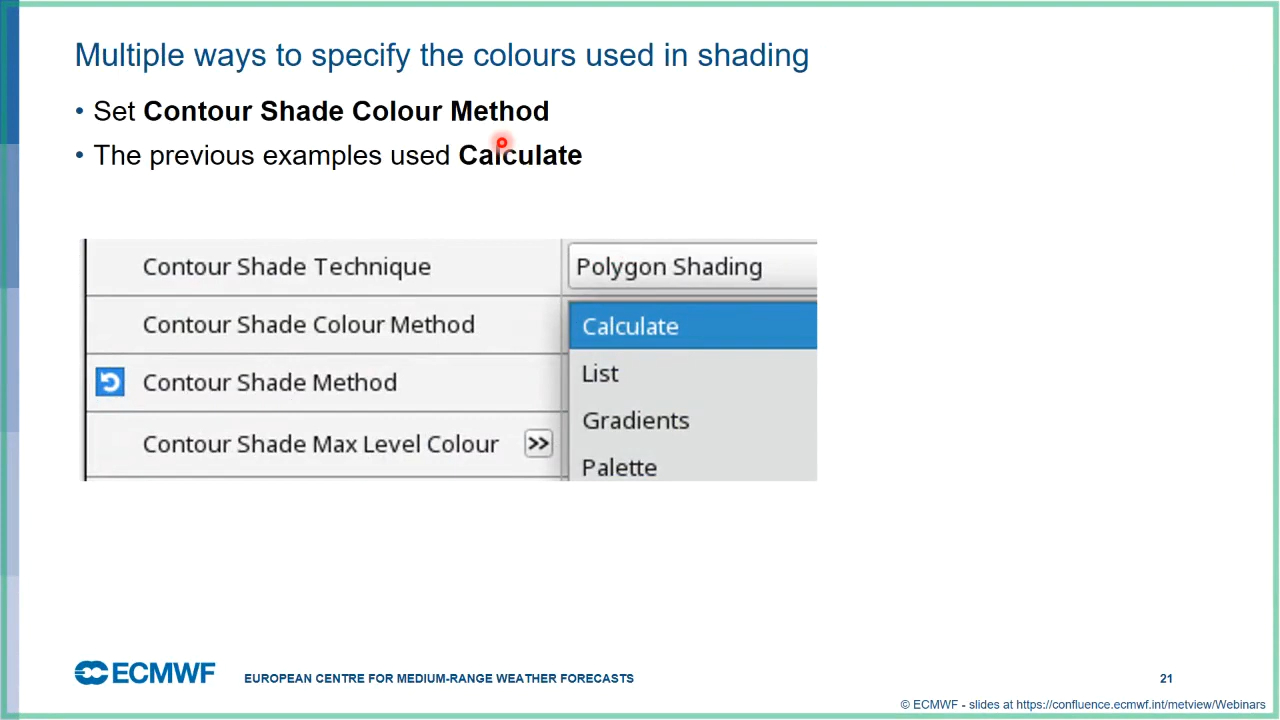 Multiple ways to specify the colours used in shading
• Set Contour Shade Colour Method
• The previous examples used Calculate
Contour Shade Technique
Polygon Shading
Contour Shade Colour Method
Calculate
Contour Shade Method
List
Gradients
Contour Shade Max Level Colour >>
Palette
ECMWF
EUROPEAN CENTRE FOR MEDIUM-RANGE WEATHER FORECASTS
21
© ECMWF - slides at https://confluence.ecmwf.int/metview/Webinars